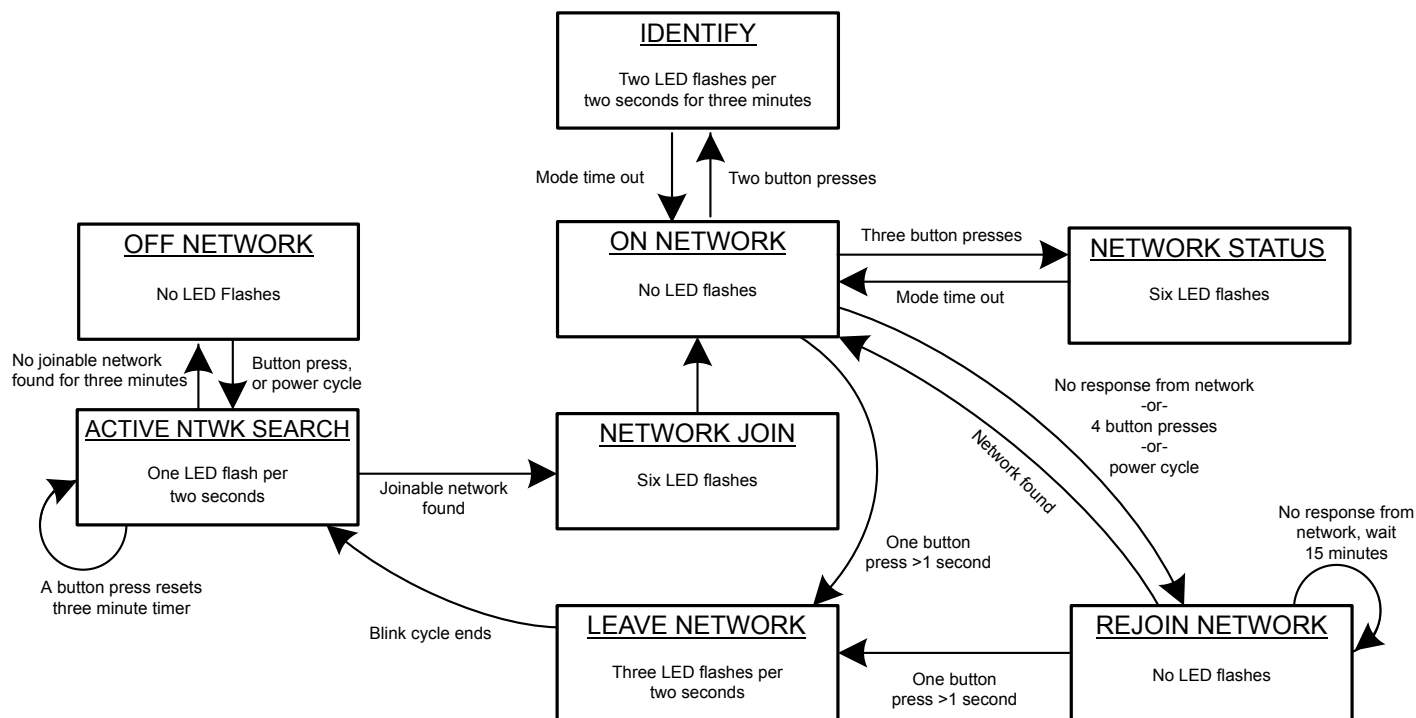 IDENTIFY
Two LED flashes per
two seconds for three minutes
Mode time out
Two button presses
OFF NETWORK
No LED Flashes
ON NETWORK
No LED flashes
Three button presses
Mode time out
NETWORK STATUS
Six LED flashes
No joinable network
found for three minutes
Button press,
or power cycle
ACTIVE NTWK SEARCH
One LED flash per
two seconds
A button press resets
three minute timer
Joinable network
found
NETWORK JOIN
Six LED flashes
No response from network
-or-
4 button presses
-or-
power cycle
Network found
One button
press >1 second
No response from
network, wait
15 minutes
Blink cycle ends
LEAVE NETWORK
Three LED flashes per
two seconds
One button
press >1 second
REJOIN NETWORK
No LED flashes